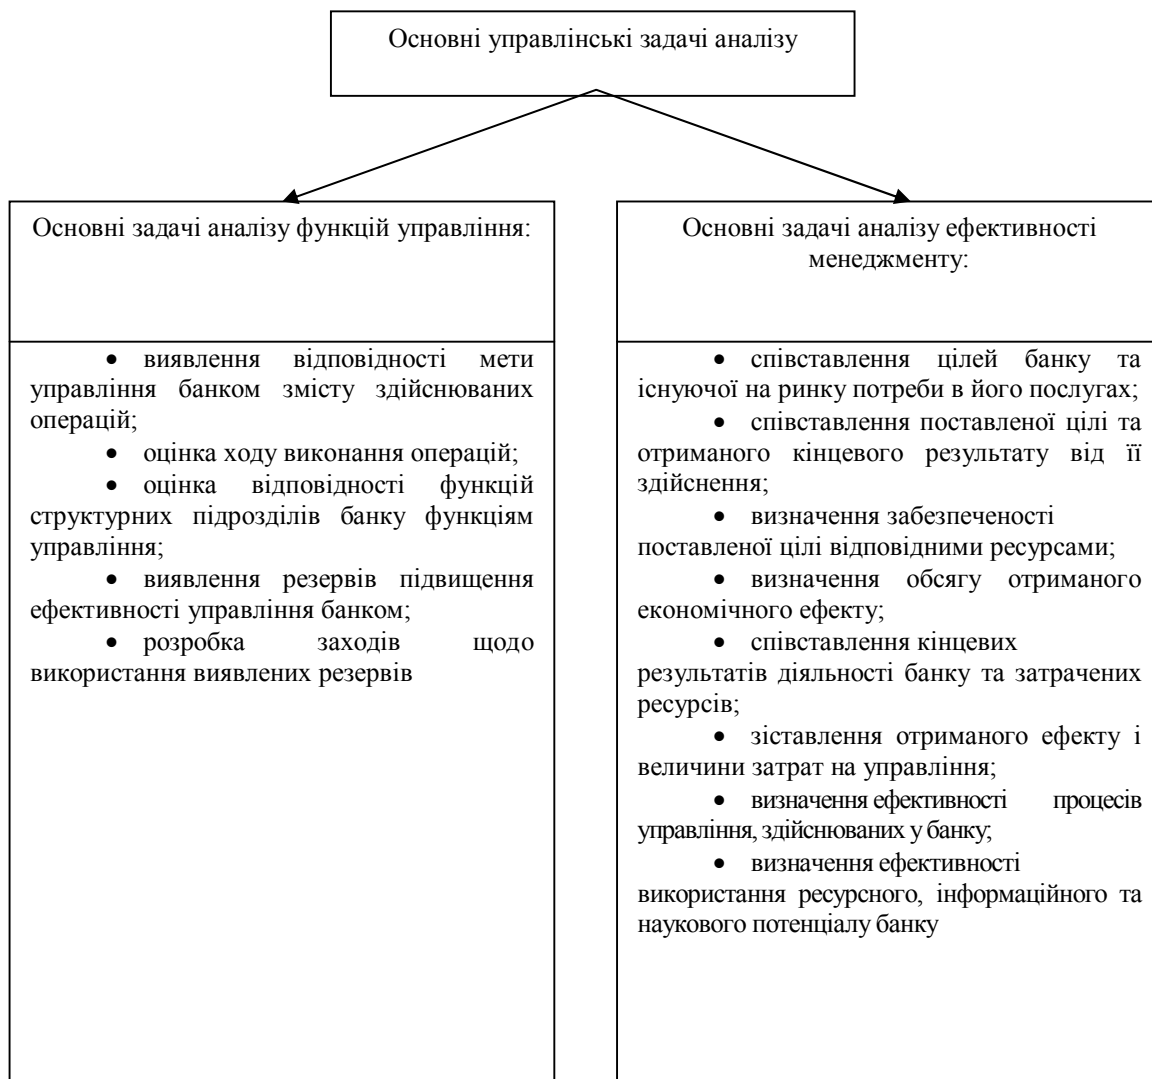 Основні управлінські задачі аналізу
Основні задачі аналізу функцій управління:
• виявлення відповідності мети
управління банком змісту здійснюваних
операцій;
• оцінка ходу виконання операцій;
• оцінка відповідності функцій
структурних підрозділів банку функціям
управління;
• виявлення резервів підвищення
ефективності управління банком;
• розробка заходів щодо
використання виявлених резервів
Основні задачі аналізу ефективності
менеджменту:
• співставлення цілей банку та
існуючої на ринку потреби в його послугах;
• співставлення поставленої цілі та
отриманого кінцевого результату від її
здійснення;
• визначення забезпеченості
поставленої цілі відповідними ресурсами;
• визначення обсягу отриманого
економічного ефекту;
• співставлення кінцевих
результатів діяльності банку та затрачених
ресурсів;
• зіставлення отриманого ефекту і
величини затрат на управління;
• визначення ефективності процесів
управління, здійснюваних у банку;
• визначення ефективності
використання ресурсного, інформаційного та
наукового потенціалу банку